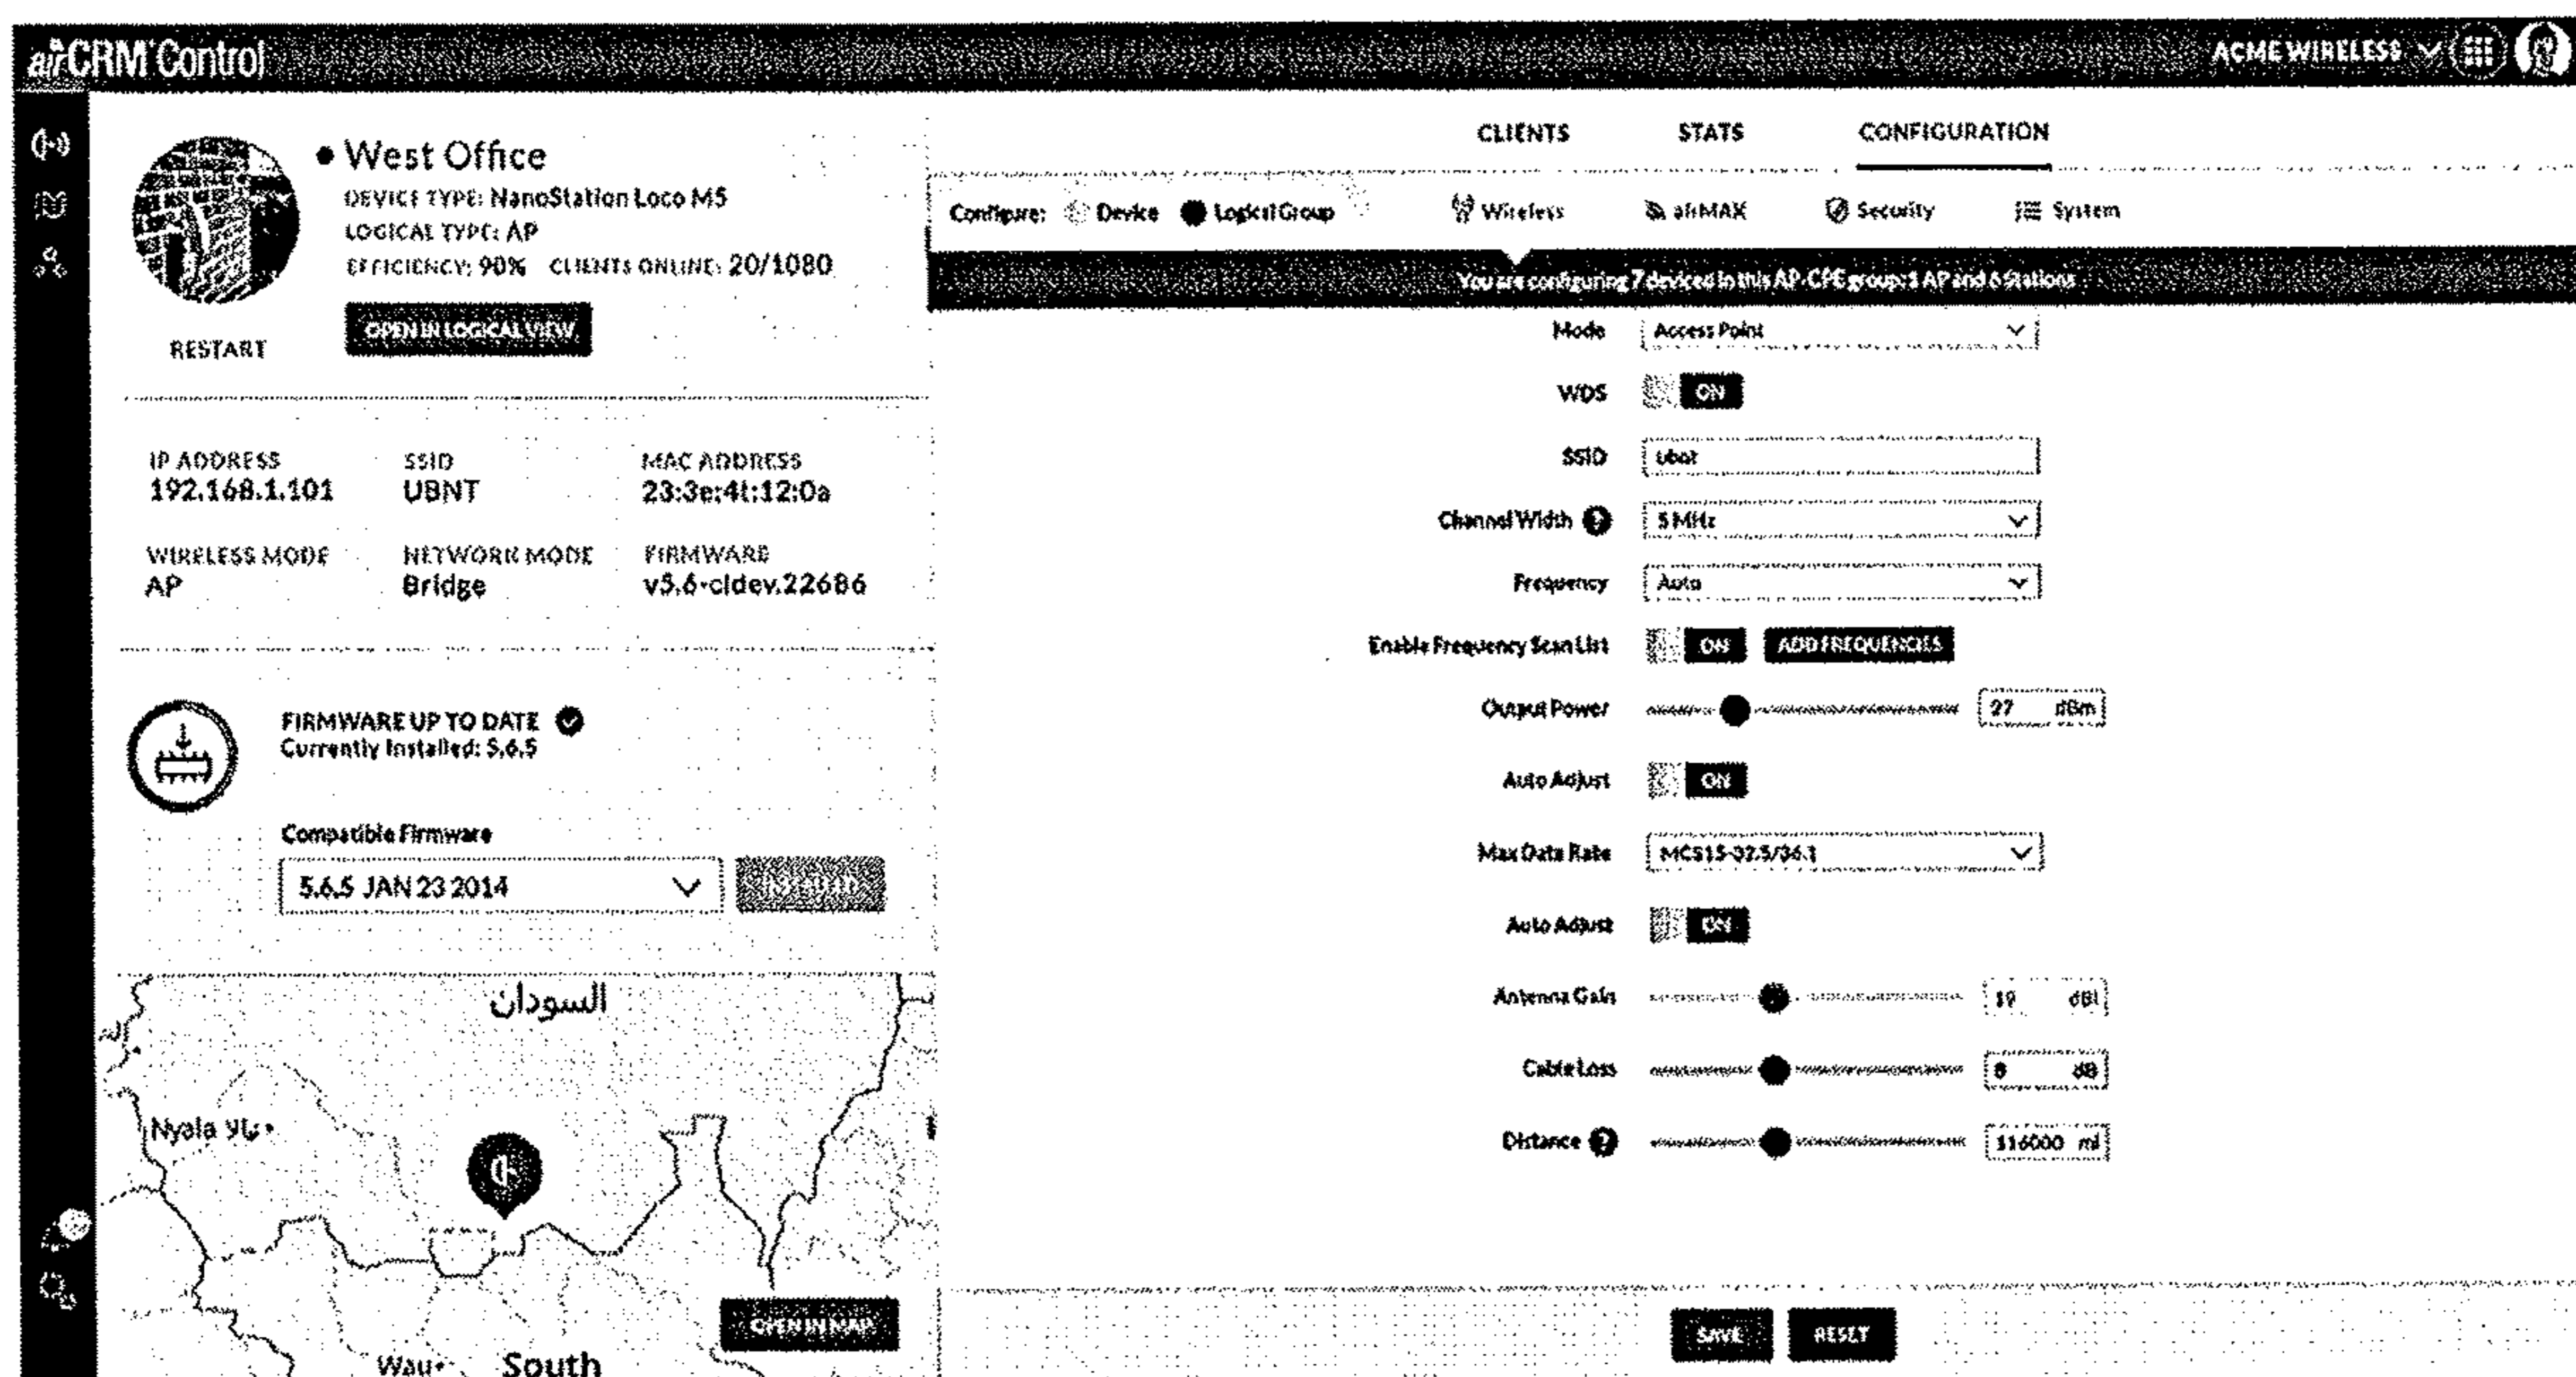 airCRM Control
ACME WIRELESS
West Office
DEVICE TYPE: NanoStation Loco M5
LOGICAL TYPE: AP
EFFICIENCY: 90% CLIENTS ONLINE: 20/1080
RESTART
OPEN IN LOGICAL VIEW
IP ADDRESS
192.168.1.101
SSID
UBNT
MAC ADDRESS
23:3e:4f:12:0a
WIRELESS MODE
AP
NETWORK MODE
Bridge
FIRMWARE
v5.6-cldev.22686
FIRMWARE UP TO DATE
Currently Installed: 5.6.5
Compatible Firmware
5.6.5 JAN 23 2014
السودان
Nyala نيالا
Wau
South
OPEN IN MAP
CLIENTS STATS CONFIGURATION
Configure: Device Logical Group Wireless airMAX Security System
You are configuring 7 devices in this AP-CPE group: 1 AP and 6 Stations
Mode Access Point
WDS ON
SSID ubnt
Channel Width ? 5 MHz
Frequency Auto
Enable Frequency Scan List ON ADD FREQUENCIES
Output Power 27 dBm
Auto Adjust ON
Max Data Rate MCS15-
Auto Adjust ON
Antenna Gain 19 dBi
Cable Loss dB
Distance ? 116000 mi
SAVE RESET